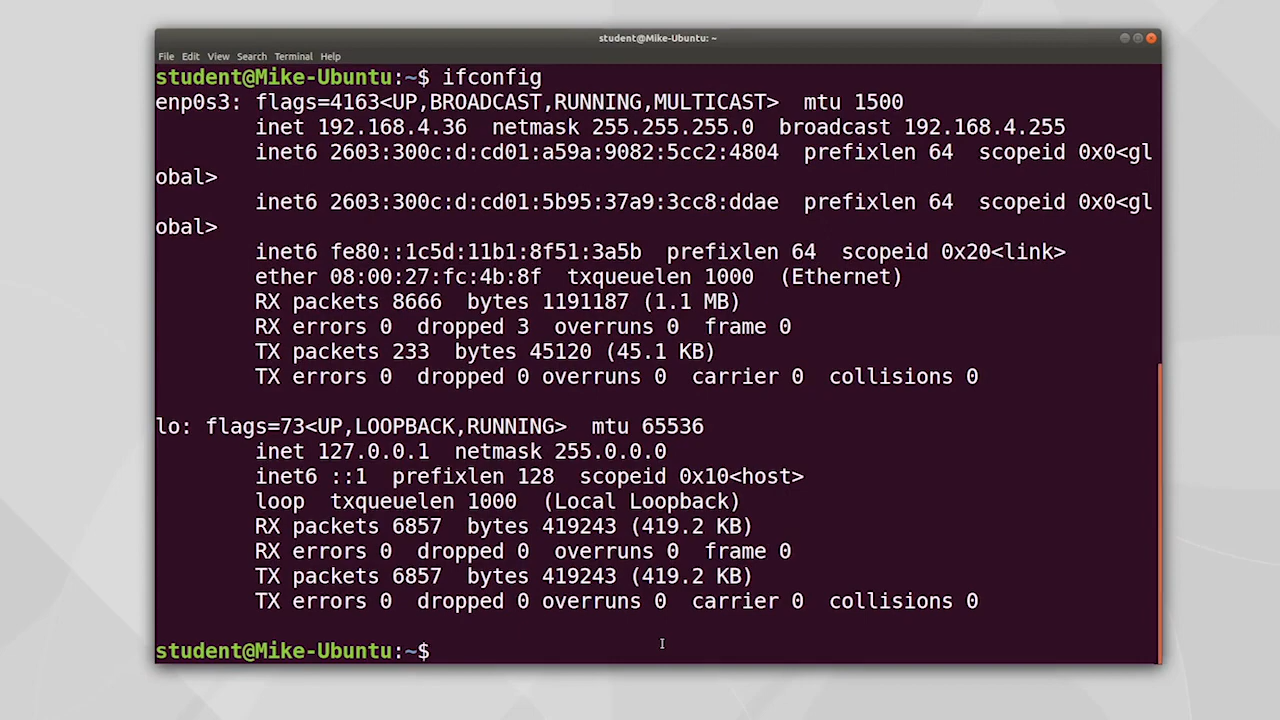 student@Mike-Ubuntu: ~
File Edit View Search Terminal Help
student@Mike-Ubuntu:~$ ifconfig
enp0s3: flags=4163<UP,BROADCAST,RUNNING,MULTICAST>  mtu 1500
        inet 192.168.4.36  netmask 255.255.255.0  broadcast 192.168.4.255
        inet6 2603:300c:d:cd01:a59a:9082:5cc2:4804  prefixlen 64  scopeid 0x0<gl
obal>
        inet6 2603:300c:d:cd01:5b95:37a9:3cc8:ddae  prefixlen 64  scopeid 0x0<gl
obal>
        inet6 fe80::1c5d:11b1:8f51:3a5b  prefixlen 64  scopeid 0x20<link>
        ether 08:00:27:fc:4b:8f  txqueuelen 1000  (Ethernet)
        RX packets 8666  bytes 1191187 (1.1 MB)
        RX errors 0  dropped 3  overruns 0  frame 0
        TX packets 233  bytes 45120 (45.1 KB)
        TX errors 0  dropped 0 overruns 0  carrier 0  collisions 0
lo: flags=73<UP,LOOPBACK,RUNNING>  mtu 65536
        inet 127.0.0.1  netmask 255.0.0.0
        inet6 ::1  prefixlen 128  scopeid 0x10<host>
        loop  txqueuelen 1000  (Local Loopback)
        RX packets 6857  bytes 419243 (419.2 KB)
        RX errors 0  dropped 0  overruns 0  frame 0
        TX packets 6857  bytes 419243 (419.2 KB)
        TX errors 0  dropped 0 overruns 0  carrier 0  collisions 0
student@Mike-Ubuntu:~$